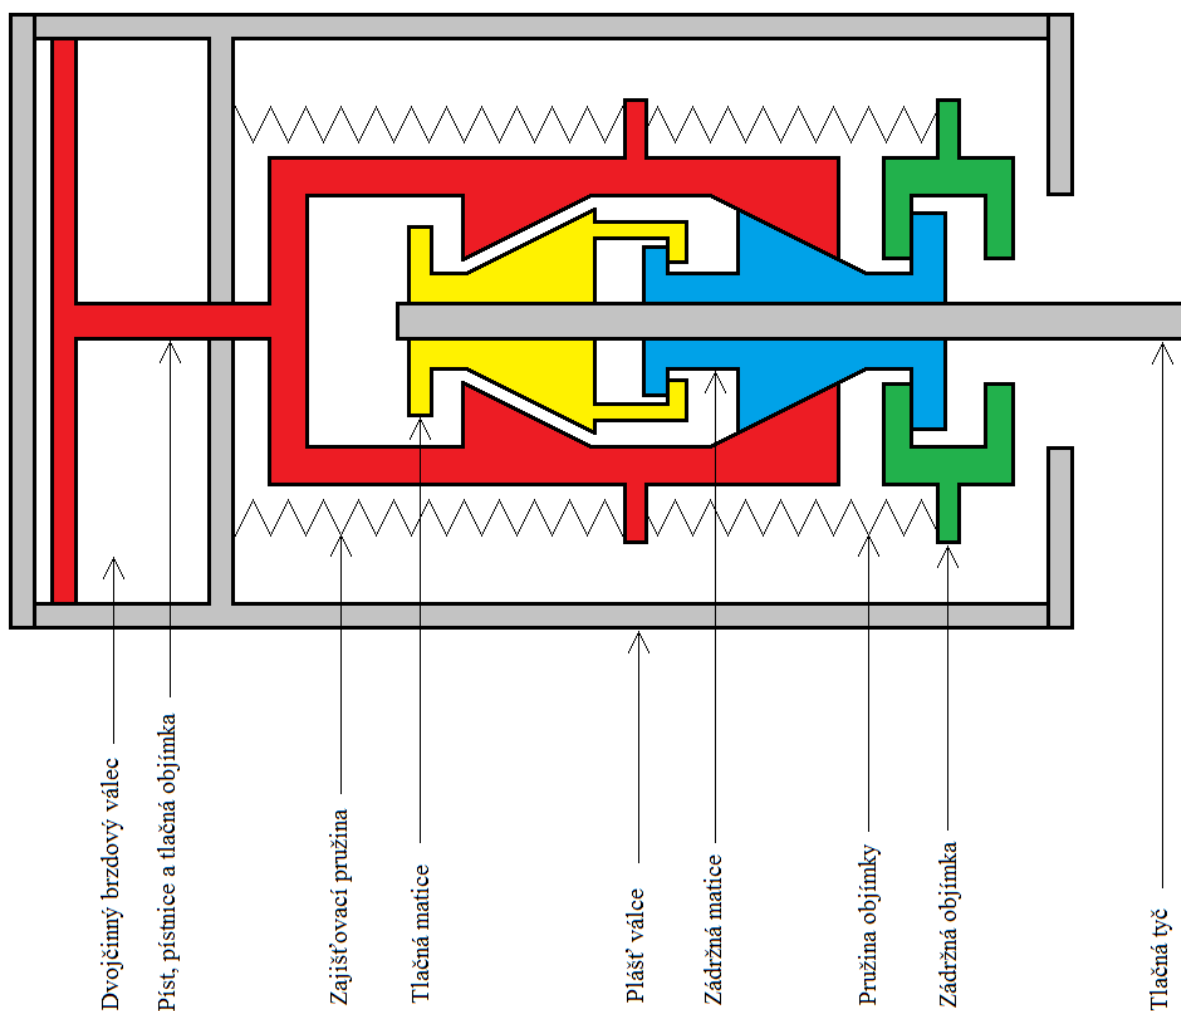 Dvojčinný brzdový válec
Píst, pístnice a tlačná objímka
Zajišťovací pružina
Tlačná matice
Plášť válce
Zádržná matice
Pružina objímky
Zádržná objímka
Tlačná tyč